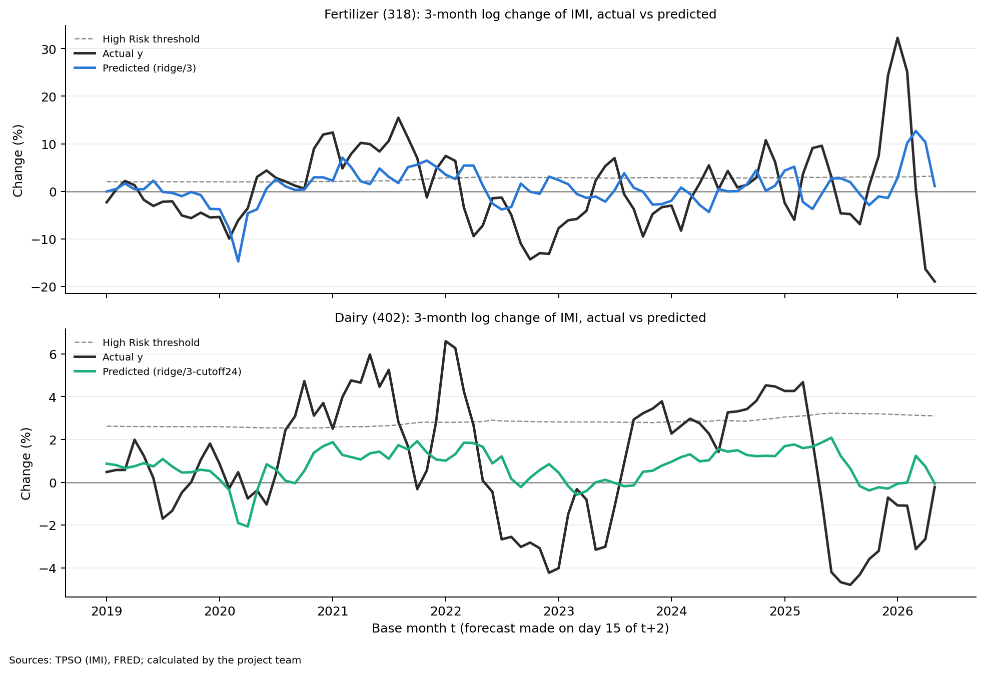 Fertilizer (318): 3-month log change of IMI, actual vs predicted
High Risk threshold
Actual y
Predicted (ridge/3)
Change (%)
30
20
10
0
−10
−20
Dairy (402): 3-month log change of IMI, actual vs predicted
High Risk threshold
Actual y
Predicted (ridge/3-cutoff24)
Change (%)
6
4
2
0
−2
−4
2019 2020 2021 2022 2023 2024 2025 2026
Base month t (forecast made on day 15 of t+2)
Sources: TPSO (IMI), FRED; calculated by the project team